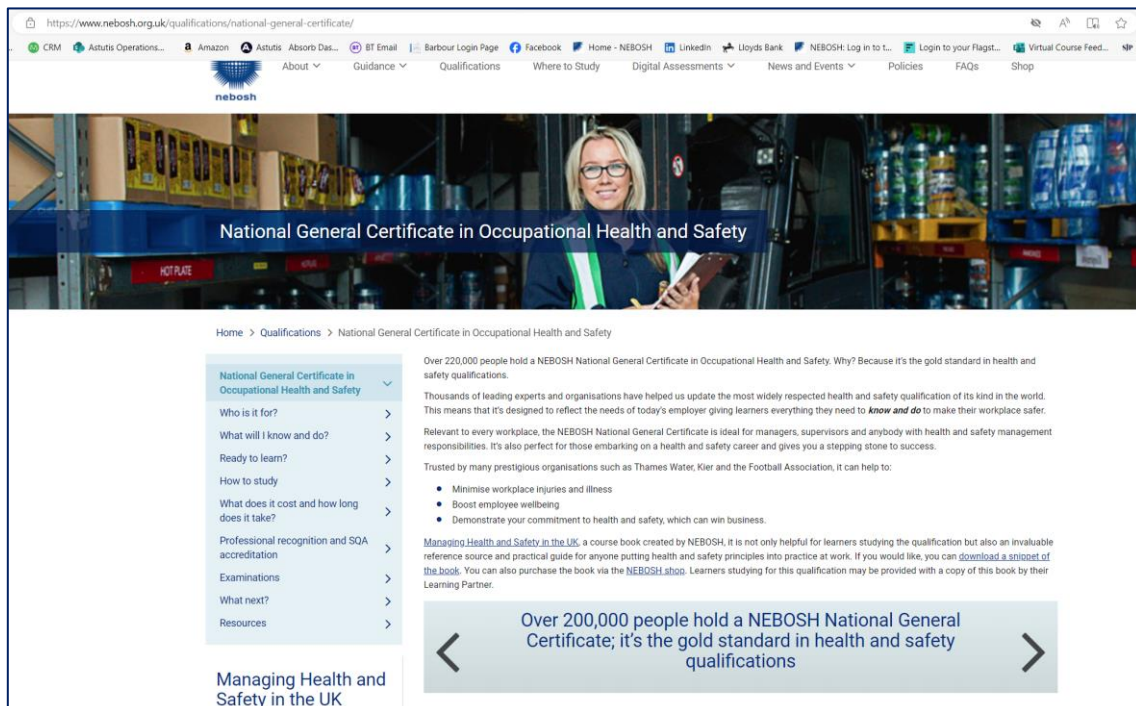 https://www.nebosh.org.uk/qualifications/national-general-certificate/
CRM Astutis Operations... Amazon Astutis Absorb Das... BT Email Barbour Login Page Facebook Home - NEBOSH LinkedIn Lloyds Bank NEBOSH: Log in to t... Login to your Flagst... Virtual Course Feed...
nebosh
About Guidance Qualifications Where to Study Digital Assessments News and Events Policies FAQs Shop
National General Certificate in Occupational Health and Safety
HOT PLATE
Home > Qualifications > National General Certificate in Occupational Health and Safety
National General Certificate in
Occupational Health and Safety
Who is it for?
What will I know and do?
Ready to learn?
How to study
What does it cost and how long
does it take?
Professional recognition and SQA
accreditation
Examinations
What next?
Resources
Managing Health and
Safety in the UK
Over 220,000 people hold a NEBOSH National General Certificate in Occupational Health and Safety. Why? Because it's the gold standard in health and
safety qualifications.
Thousands of leading experts and organisations have helped us update the most widely respected health and safety qualification of its kind in the world.
This means that it's designed to reflect the needs of today's employer giving learners everything they need to know and do to make their workplace safer.
Relevant to every workplace, the NEBOSH National General Certificate is ideal for managers, supervisors and anybody with health and safety management
responsibilities. It's also perfect for those embarking on a health and safety career and gives you a stepping stone to success.
Trusted by many prestigious organisations such as Thames Water, Kier and the Football Association, it can help to:
• Minimise workplace injuries and illness
• Boost employee wellbeing
• Demonstrate your commitment to health and safety, which can win business.
Managing Health and Safety in the UK, a course book created by NEBOSH, it is not only helpful for learners studying the qualification but also an invaluable
reference source and practical guide for anyone putting health and safety principles into practice at work. If you would like, you can download a snippet of
the book. You can also purchase the book via the NEBOSH shop. Learners studying for this qualification may be provided with a copy of this book by their
Learning Partner.
Over 200,000 people hold a NEBOSH National General
Certificate; it's the gold standard in health and safety
qualifications